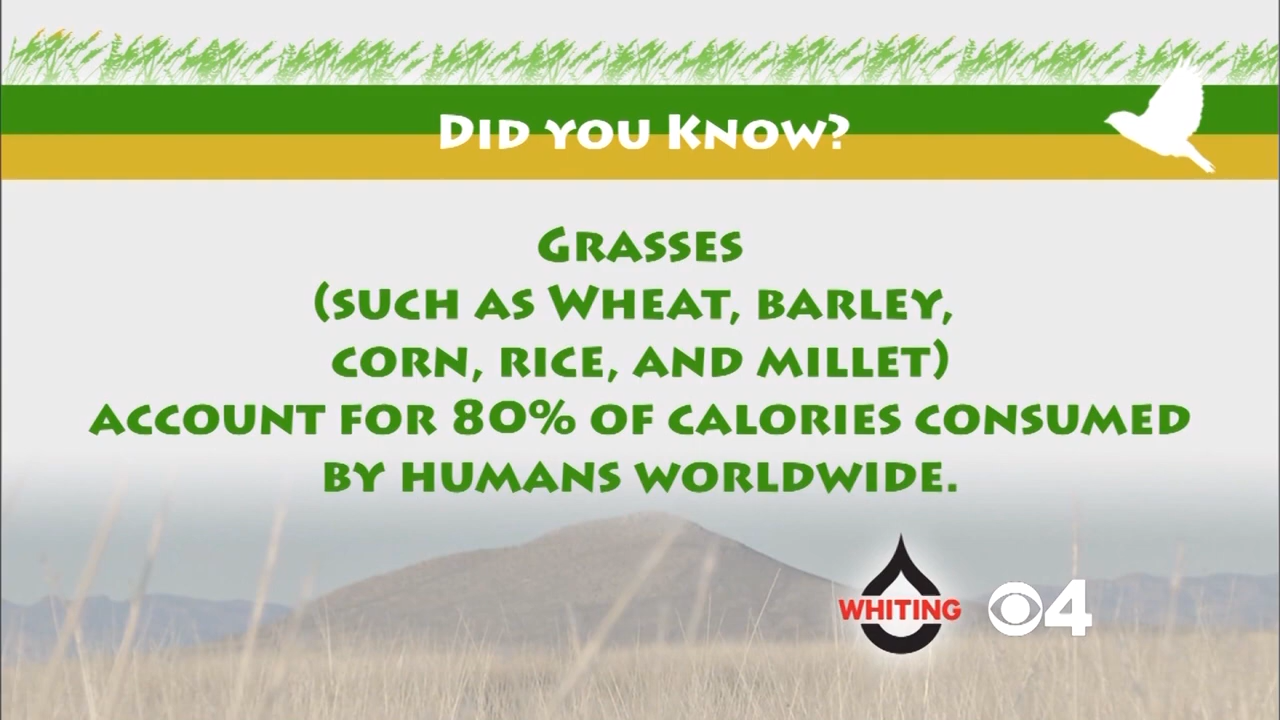 Did you Know?
Grasses
(such as Wheat, barley,
corn, rice, and millet)
account for 80% of calories consumed
by humans worldwide.
WHITING
4